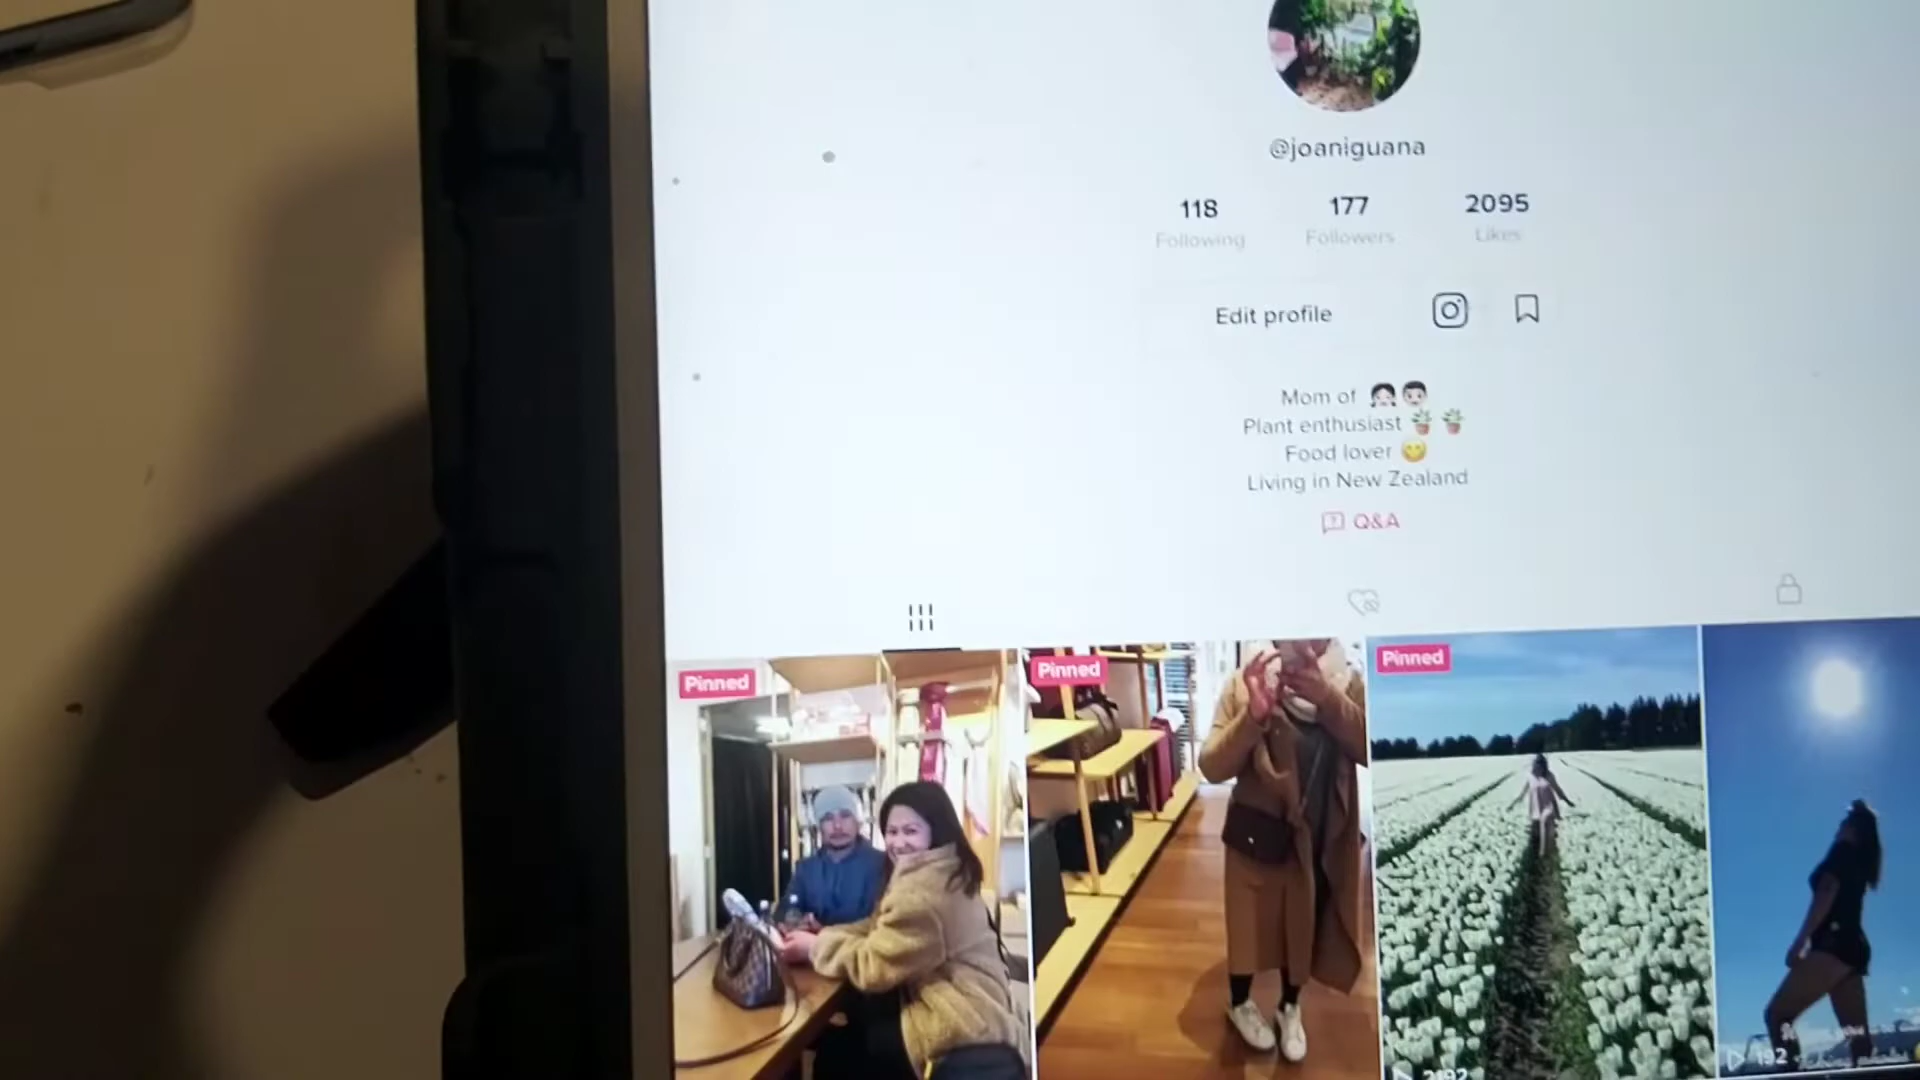 @joaniguana
118 177 2095
Following Followers Likes
Edit profile
Mom of
Plant enthusiast
Food lover
Living in New Zealand
Q&A
Pinned
Pinned
Pinned
2192
192